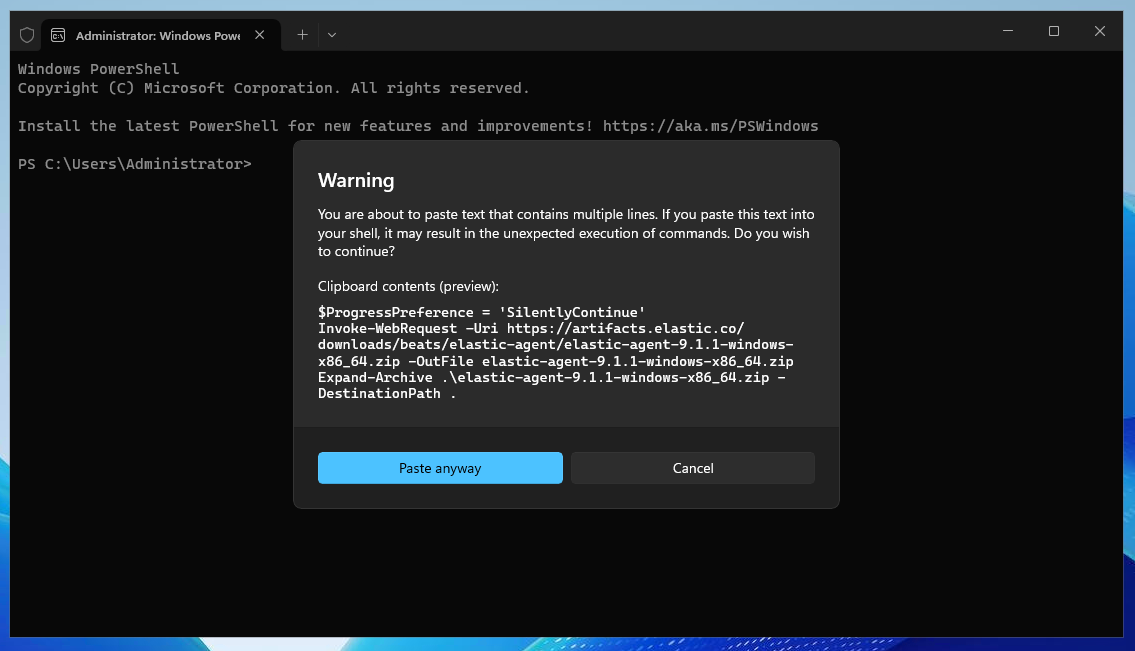 Administrator: Windows Powe
Windows PowerShell
Copyright (C) Microsoft Corporation. All rights reserved.
Install the latest PowerShell for new features and improvements! https://aka.ms/PSWindows
PS C:\Users\Administrator>
Warning
You are about to paste text that contains multiple lines. If you paste this text into
your shell, it may result in the unexpected execution of commands. Do you wish
to continue?
Clipboard contents (preview):
$ProgressPreference = 'SilentlyContinue'
Invoke-WebRequest -Uri https://artifacts.elastic.co/
downloads/beats/elastic-agent/elastic-agent-9.1.1-windows-
x86_64.zip -OutFile elastic-agent-9.1.1-windows-x86_64.zip
Expand-Archive .\elastic-agent-9.1.1-windows-x86_64.zip -
DestinationPath .
Paste anyway
Cancel